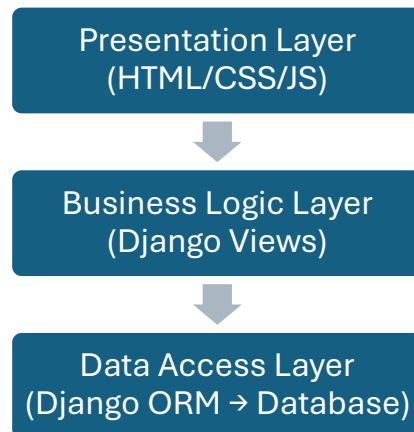 Presentation Layer
(HTML/CSS/JS)
Business Logic Layer
(Django Views)
Data Access Layer
(Django ORM → Database)